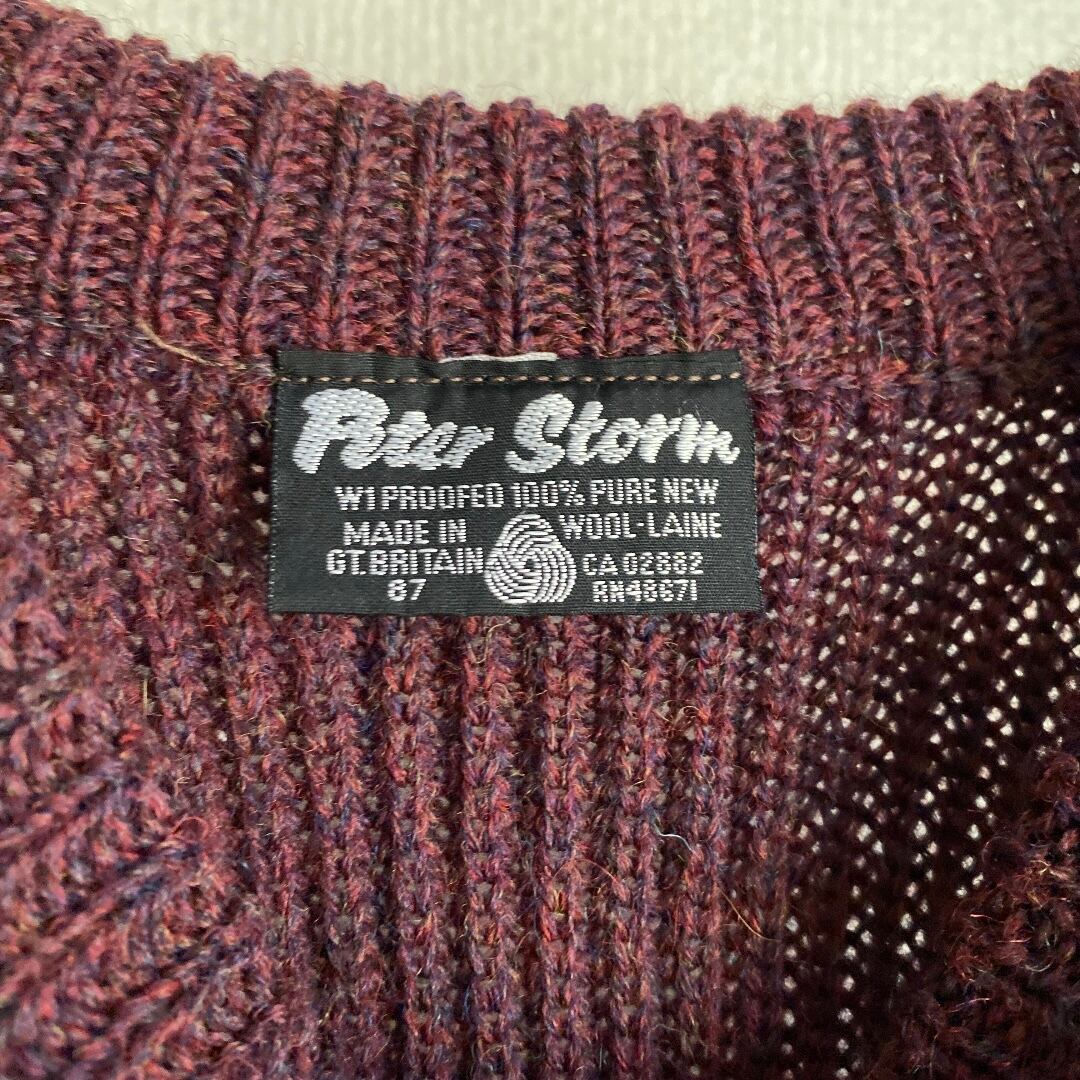 Peter Storm
W1 PROOFED 100% PURE NEW
MADE IN WOOL-LAINE
GT. BRITAIN CA 02882
87 RN48671